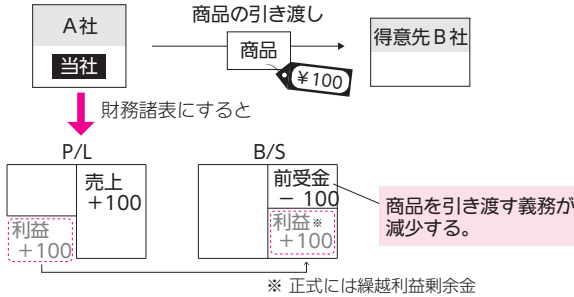 商品の引き渡し
A社
当社
商品
¥100
得意先B社
財務諸表にすると
P/L
売上
+100
利益
+100
B/S
前受金
− 100
利益※
+100
商品を引き渡す義務が
減少する。
※ 正式には繰越利益剰余金